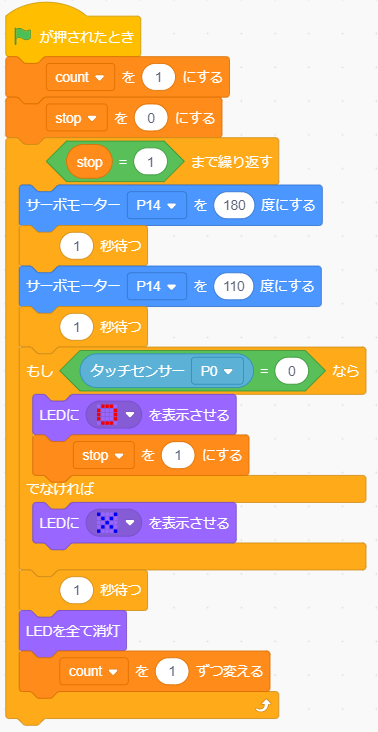 が押されたとき
count を 1 にする
stop を 0 にする
stop = 1 まで繰り返す
サーボモーター P14 を 180 度にする
1 秒待つ
サーボモーター P14 を 110 度にする
1 秒待つ
もし タッチセンサー P0 = 0 なら
LEDに を表示させる
stop を 1 にする
でなければ
LEDに を表示させる
1 秒待つ
LEDを全て消灯
count を 1 ずつ変える